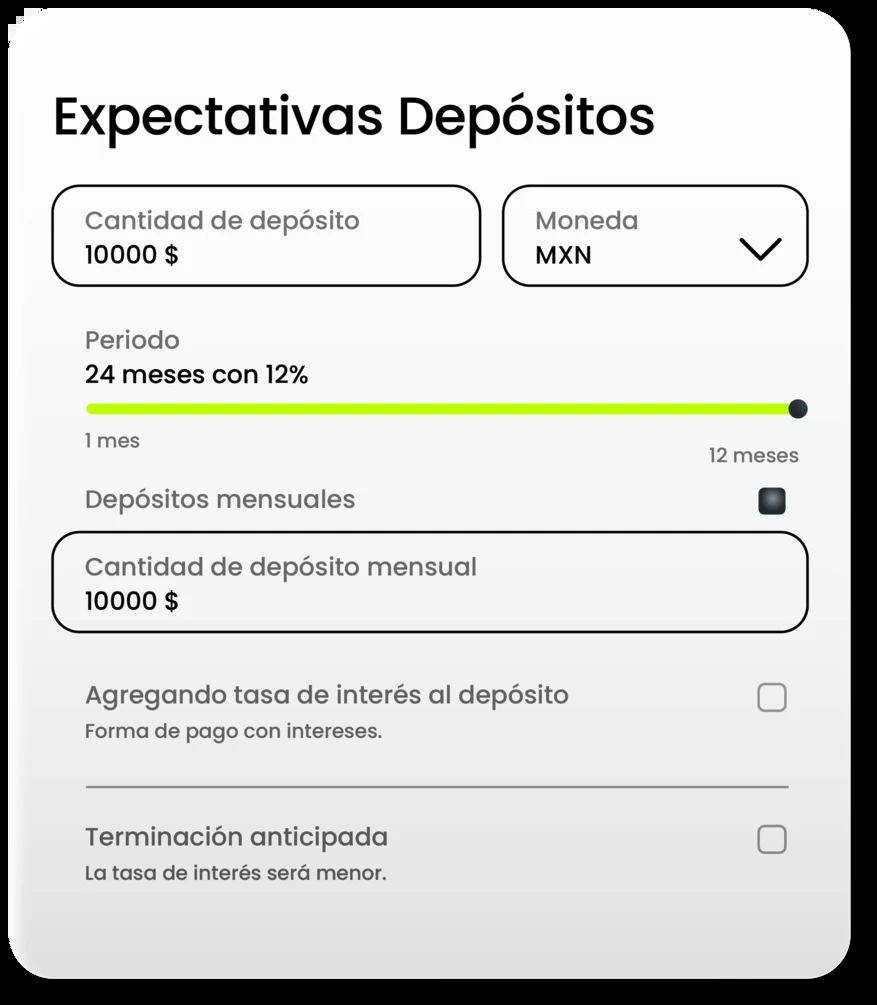 Expectativas Depósitos
Cantidad de depósito
10000 $
Moneda
MXN
Periodo
24 meses con 12%
1 mes
12 meses
Depósitos mensuales
Cantidad de depósito mensual
10000 $
Agregando tasa de interés al depósito
Forma de pago con intereses.
Terminación anticipada
La tasa de interés será menor.